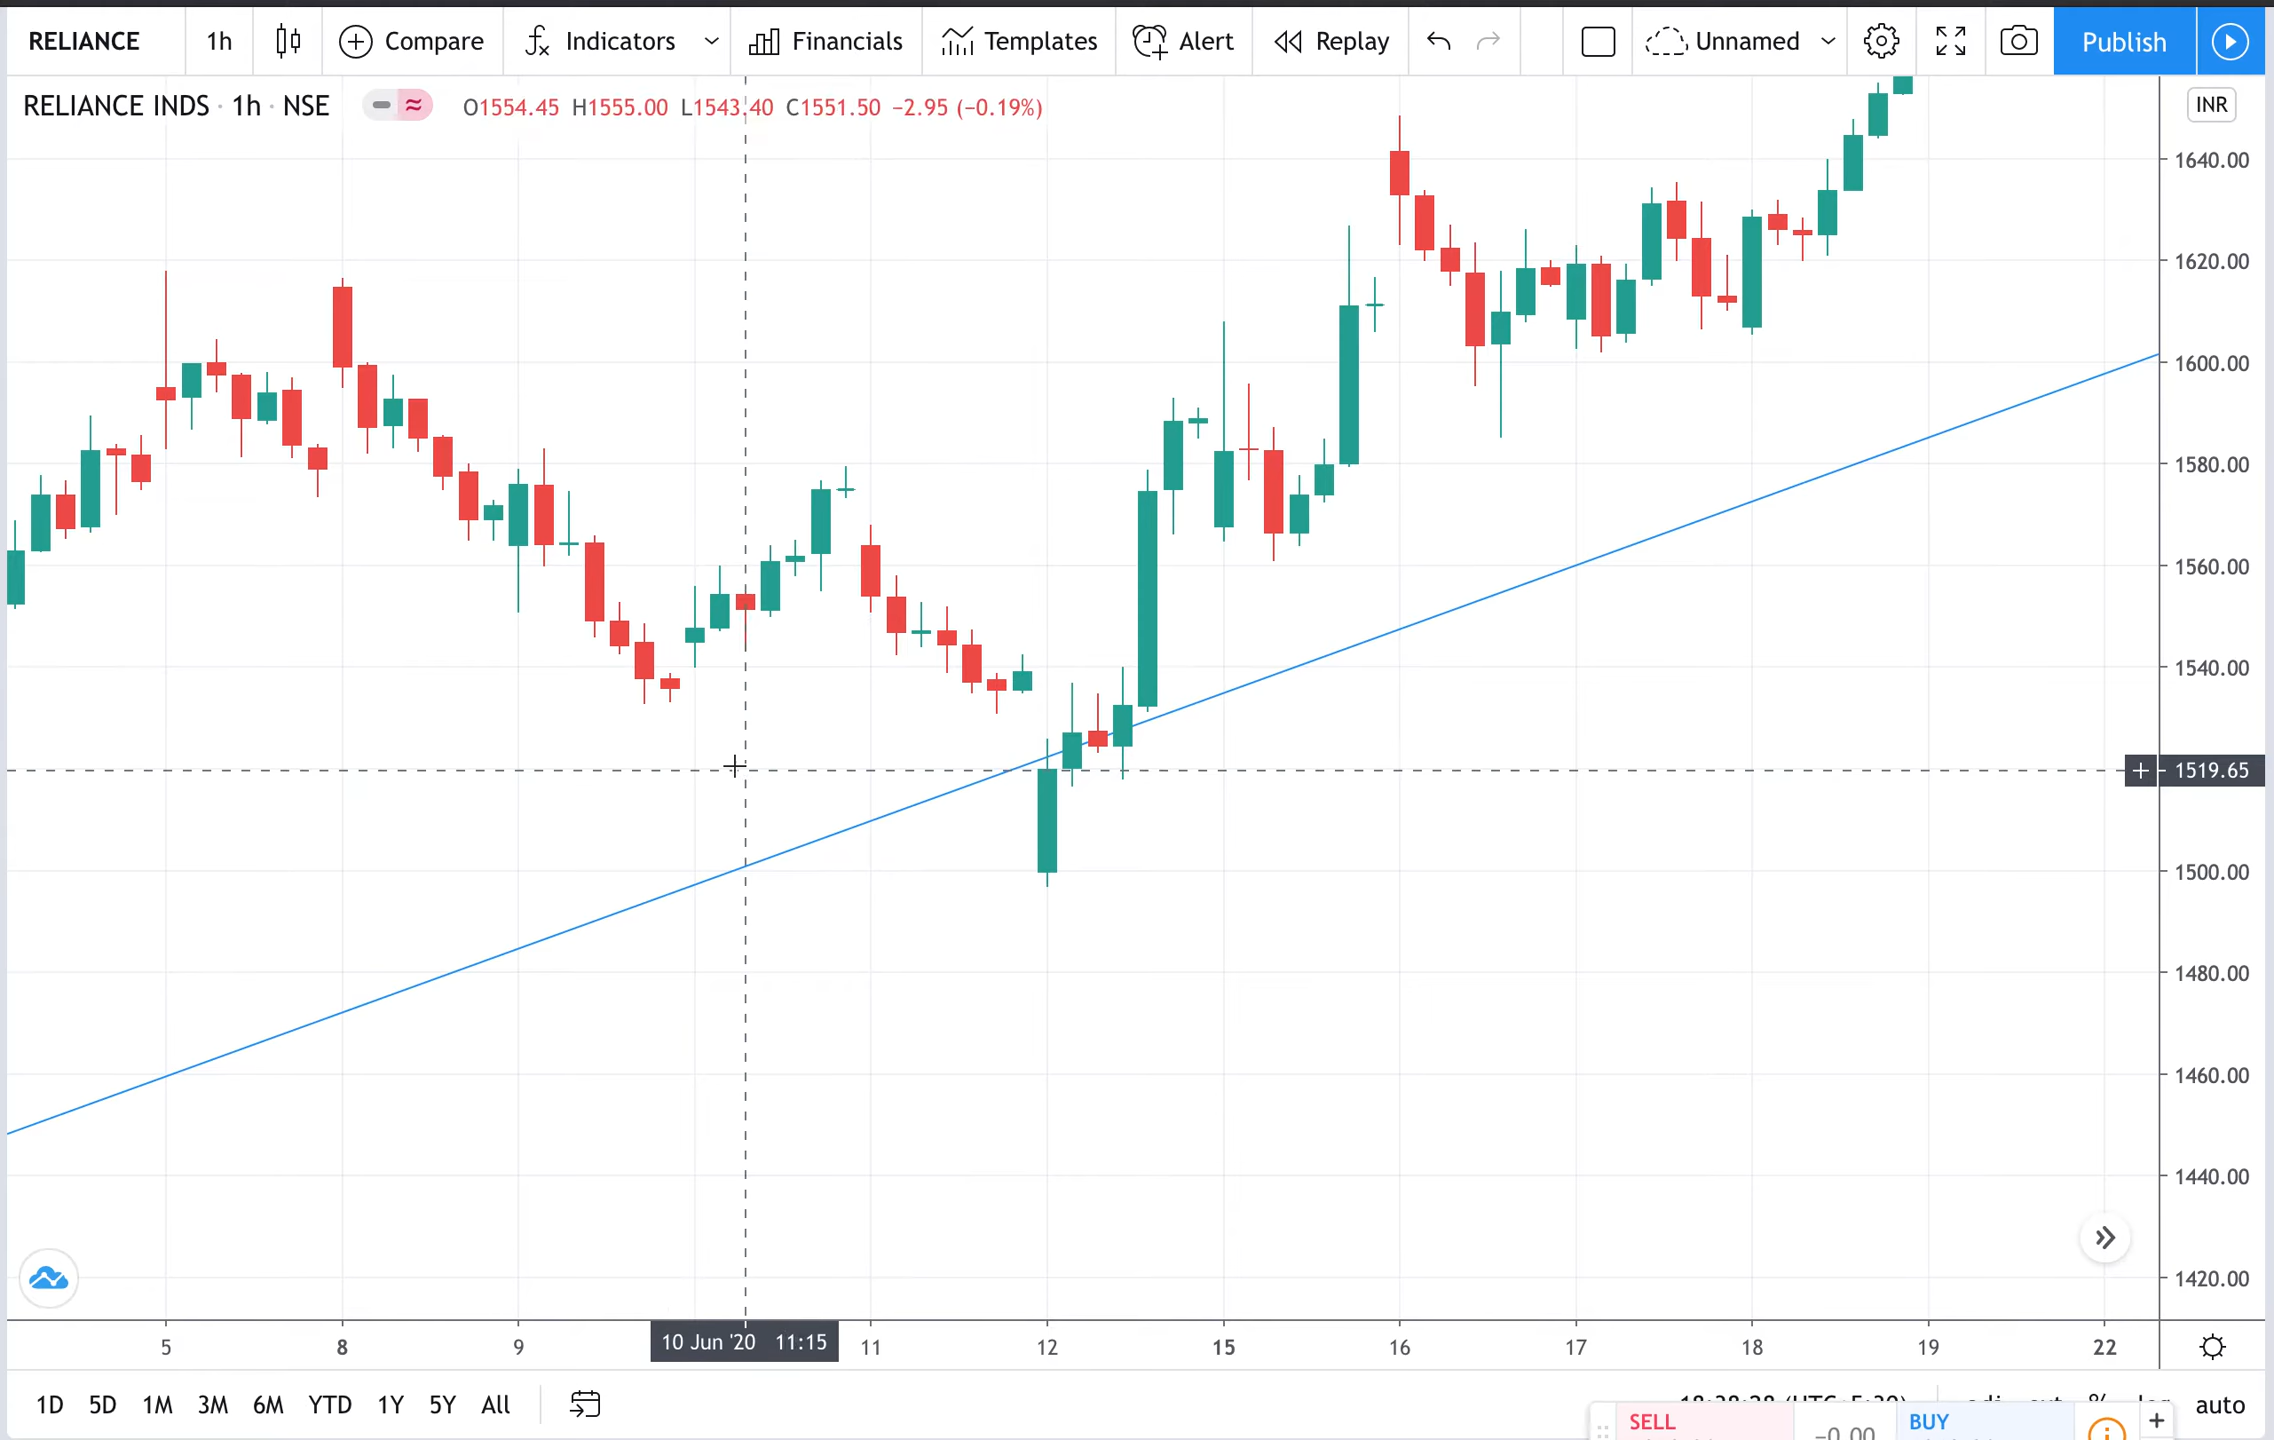 RELIANCE 1h Compare Indicators Financials Templates Alert Replay Unnamed Publish
RELIANCE INDS · 1h · NSE O1554.45 H1555.00 L1543.40 C1551.50 −2.95 (−0.19%)
INR
1640.00
1620.00
1600.00
1580.00
1560.00
1540.00
1519.65
1500.00
1480.00
1460.00
1440.00
1420.00
5 8 9 10 Jun '20 11:15 11 12 15 16 17 18 19 22
1D 5D 1M 3M 6M YTD 1Y 5Y All auto
SELL −0.00 BUY